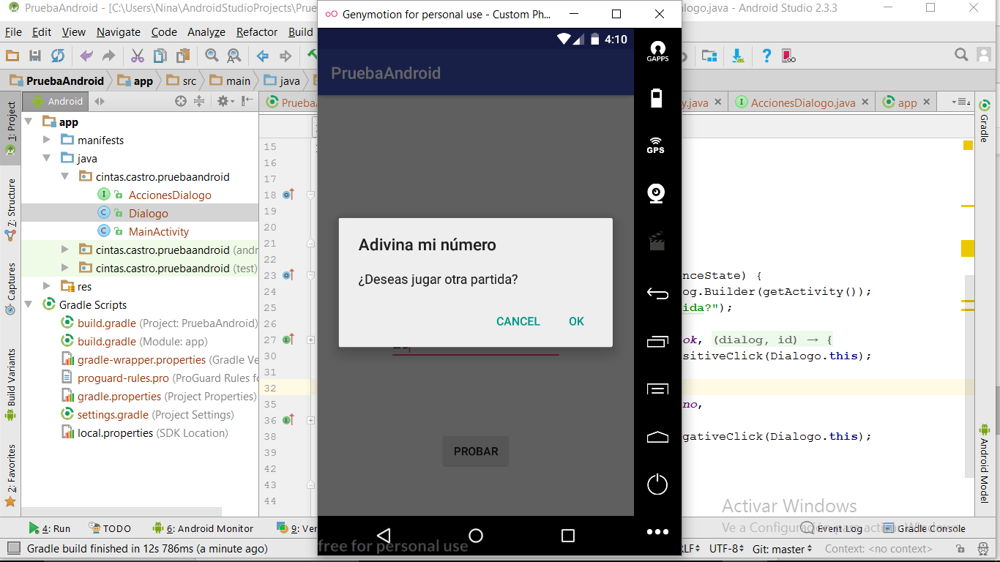 PruebaAndroid - [C:\Users\Nina\AndroidStudioProjects\Prue
Genymotion for personal use - Custom Ph...
alogo.java - Android Studio 2.3.3
File Edit View Navigate Code Analyze Refactor Build
4:10
GAPPS
PruebaAndroid app src main java
PruebaAndroid
Android
Prueba
y.java AccionesDialogo.java app 4
1: Project
7: Structure
Captures
Build Variants
2: Favorites
app
manifests
java
cintas.castro.pruebaandroid
AccionesDialogo
Dialogo
MainActivity
cintas.castro.pruebaandroid (andr
cintas.castro.pruebaandroid (test)
res
Gradle Scripts
build.gradle (Project: PruebaAndroid)
build.gradle (Module: app)
gradle-wrapper.properties (Gradle Ve
proguard-rules.pro (ProGuard Rules fo
gradle.properties (Project Properties)
settings.gradle (Project Settings)
local.properties (SDK Location)
15
16
17
18
19
20
21
22
23
24
25
26
27
30
31
32
35
36
38
39
42
43
44
GPS
Adivina mi número
¿Deseas jugar otra partida?
CANCEL OK
PROBAR
nceState) {
og.Builder(getActivity());
ida?");
ok, (dialog, id) → {
sitiveClick(Dialogo.this);
no,
gativeClick(Dialogo.this);
Gradle
Android Model
Activar Windows
Ve a Configuración para activar Windows.
4: Run TODO 6: Android Monitor 9: Ver
Event Log Gradle Console
free for personal use
Gradle build finished in 12s 786ms (a minute ago)
RLF UTF-8 Git: master Context: <no context>